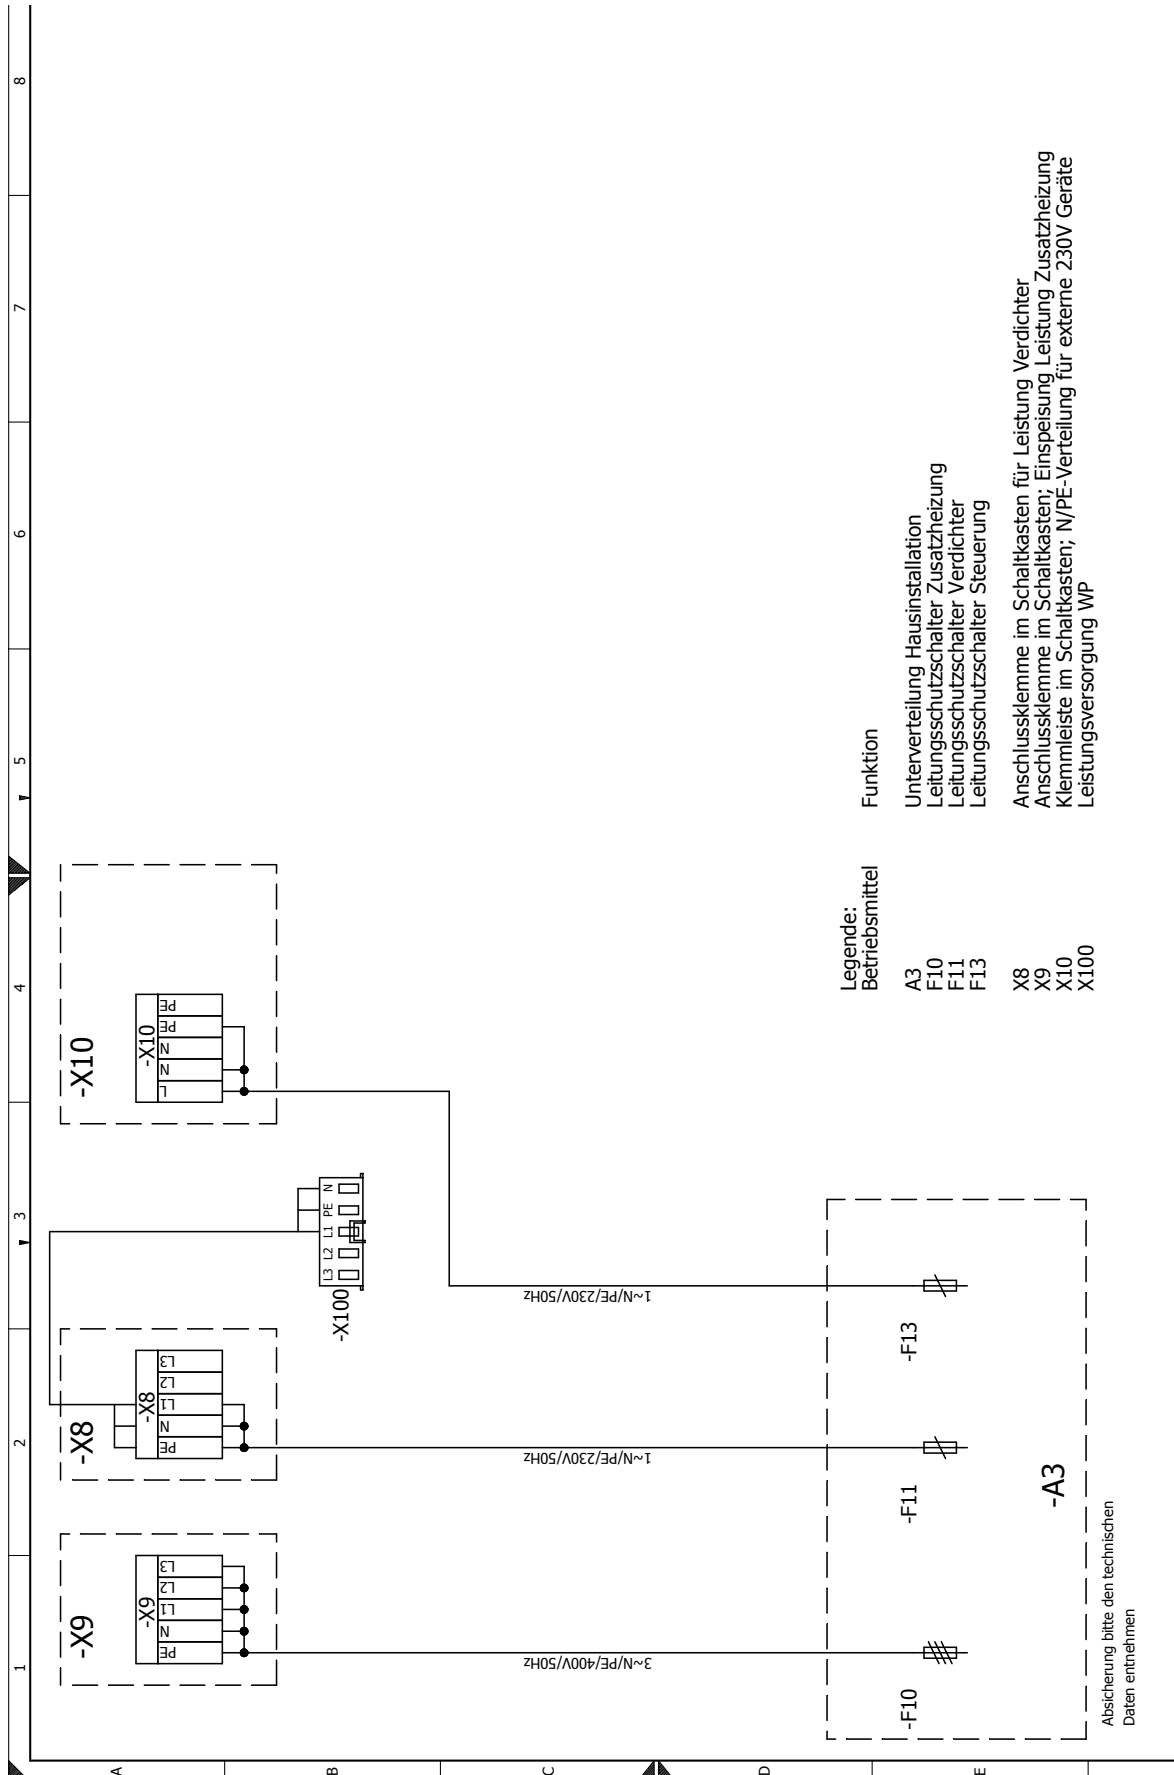 1
2
3
4
5
6
7
8
A
B
C
D
E
-X9
-X9
PE
N
L1
L2
L3
-X8
-X8
PE
N
L1
L2
L3
-X100
L3
L2
L1
PE
N
-X10
-X10
L
N
N
PE
PE
3~N/PE/400V/50Hz
1~N/PE/230V/50Hz
1~N/PE/230V/50Hz
-F10
-F11
-F13
-A3
Absicherung bitte den technischen
Daten entnehmen
Legende:
Betriebsmittel Funktion
A3 Unterverteilung Hausinstallation
F10 Leitungsschutzschalter Zusatzheizung
F11 Leitungsschutzschalter Verdichter
F13 Leitungsschutzschalter Steuerung
X8 Anschlussklemme im Schaltkasten für Leistung Verdichter
X9 Anschlussklemme im Schaltkasten; Einspeisung Leistung Zusatzheizung
X10 Klemmleiste im Schaltkasten; N/PE-Verteilung für externe 230V Geräte
X100 Leistungsversorgung WP